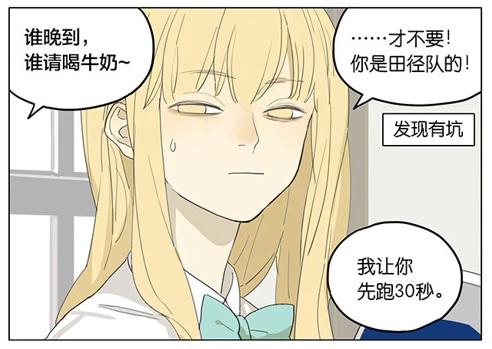 谁晚到，
谁请喝牛奶~
……才不要！
你是田径队的！
发现有坑
我让你
先跑30秒。